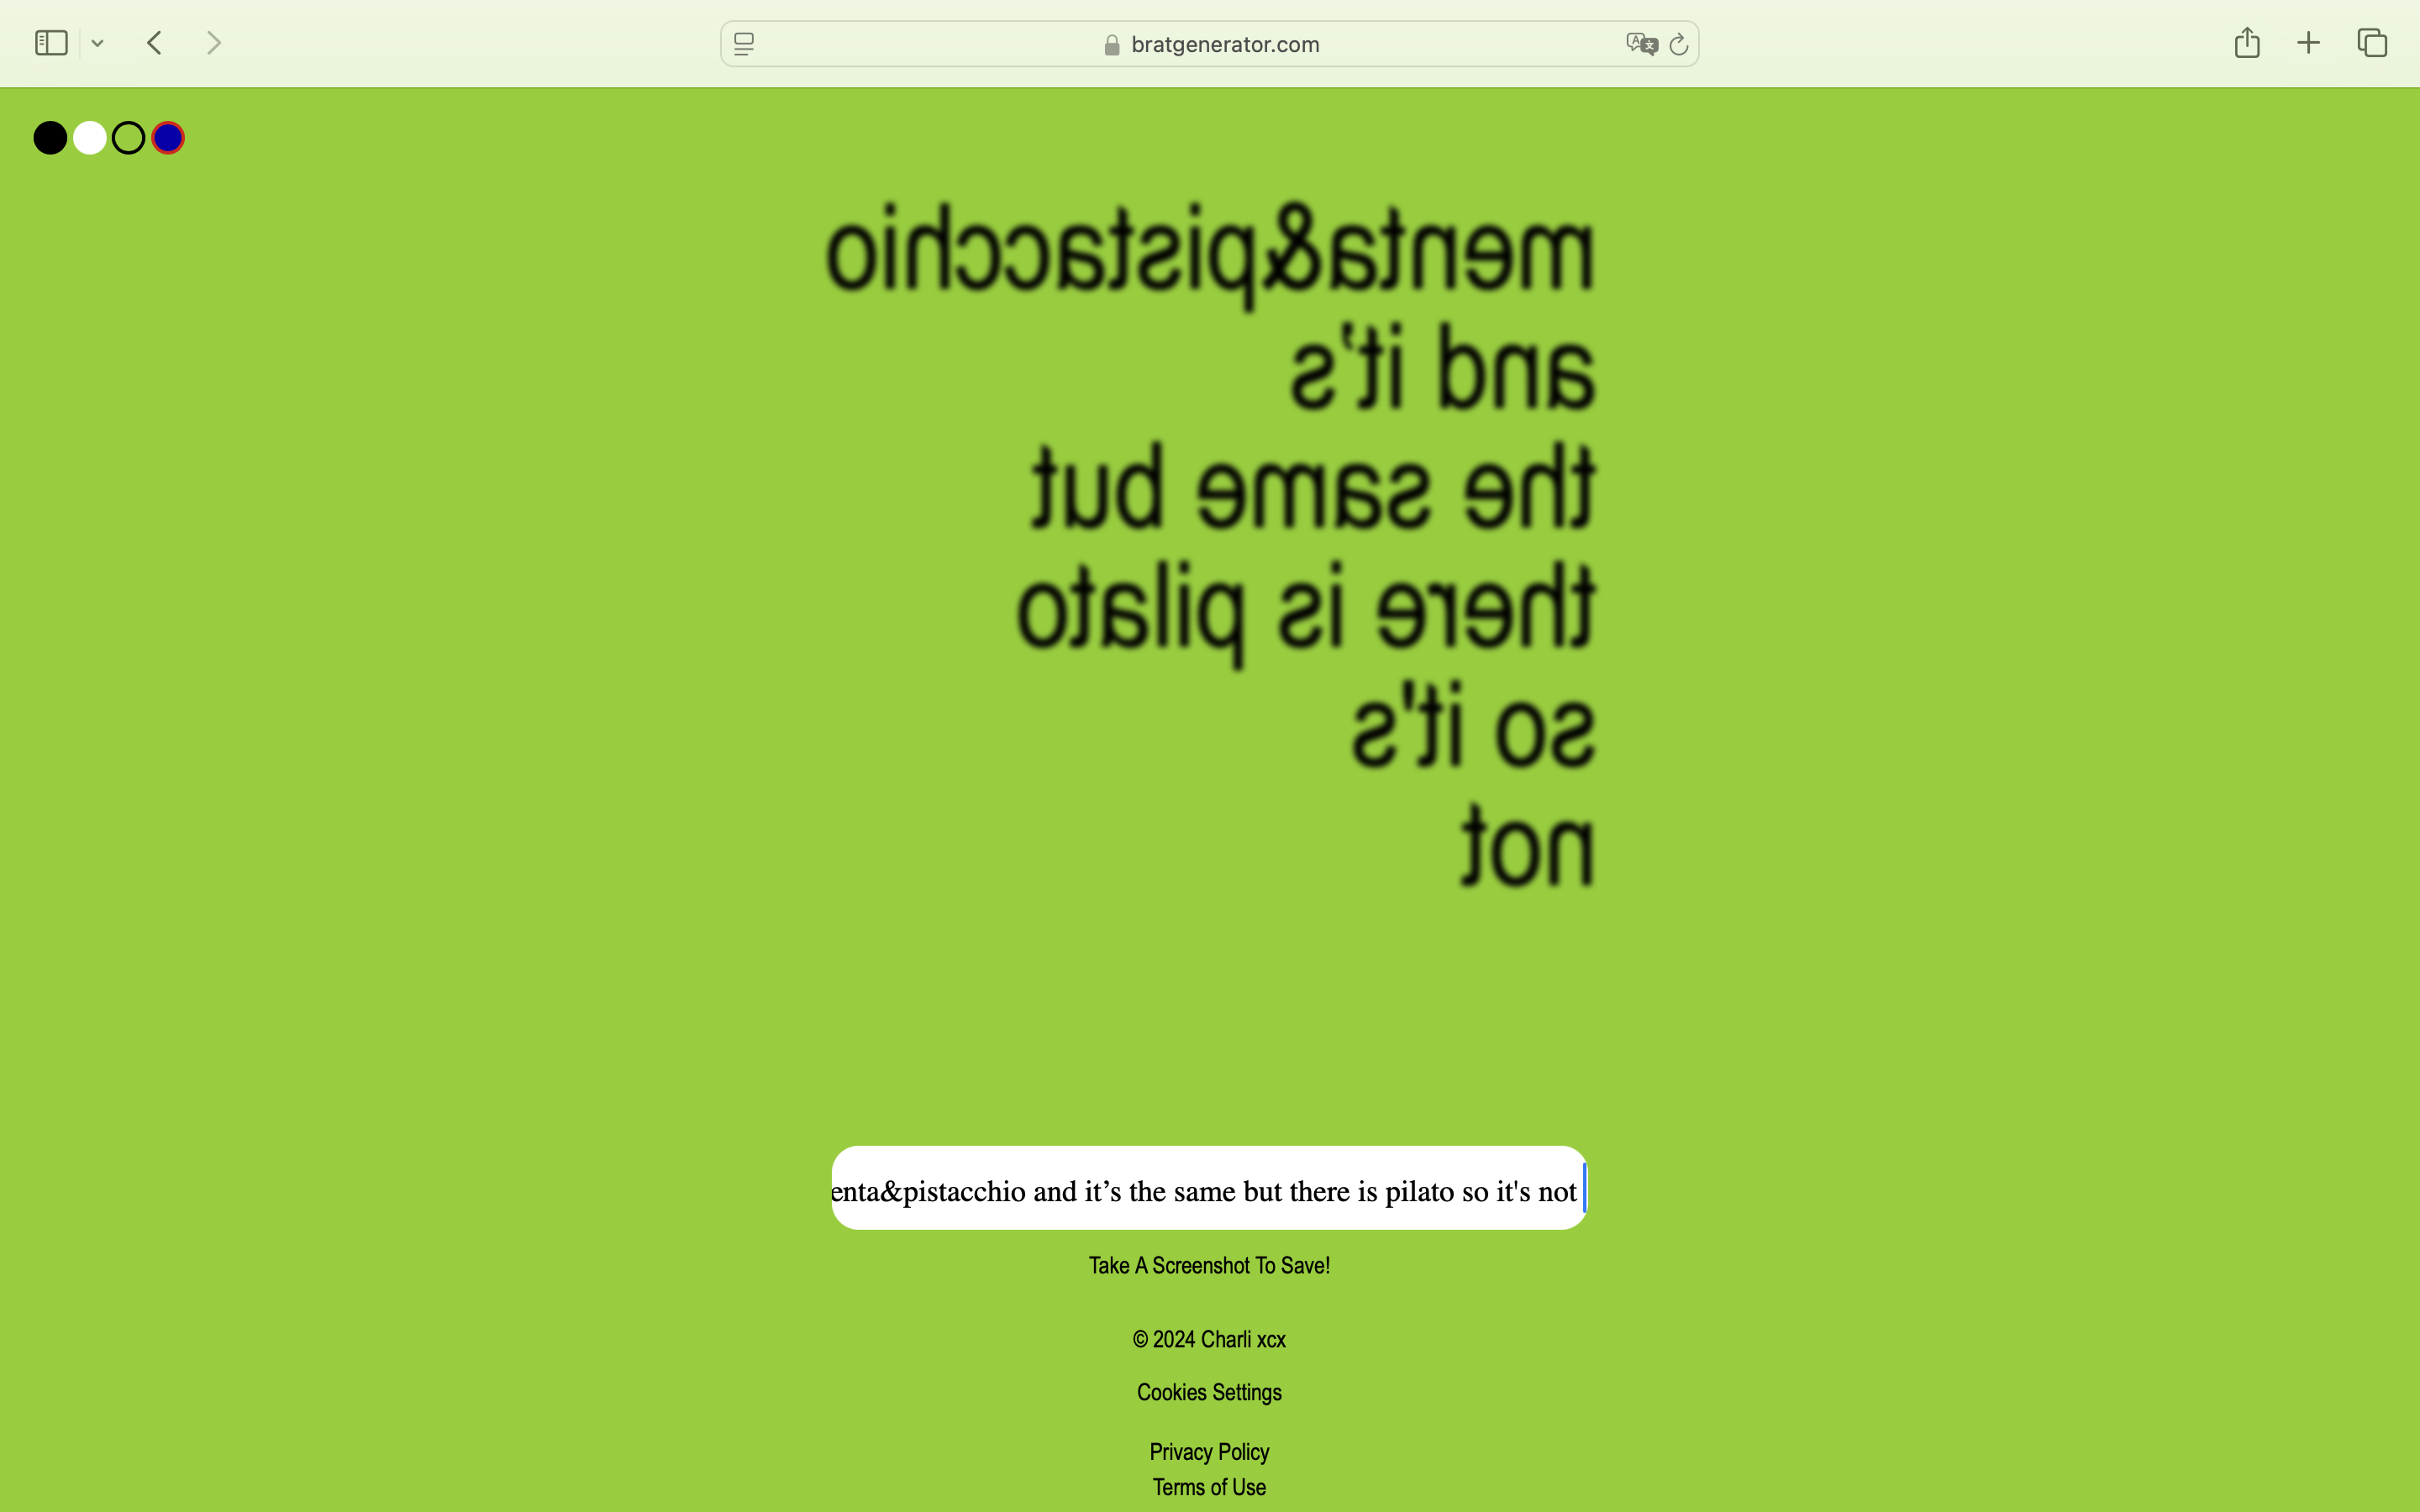 bratgenerator.com
menta&pistacchio
and it’s
the same but
there is pilato
so it's
not
enta&pistacchio and it’s the same but there is pilato so it's not
Take A Screenshot To Save!
© 2024 Charli xcx
Cookies Settings
Privacy Policy
Terms of Use